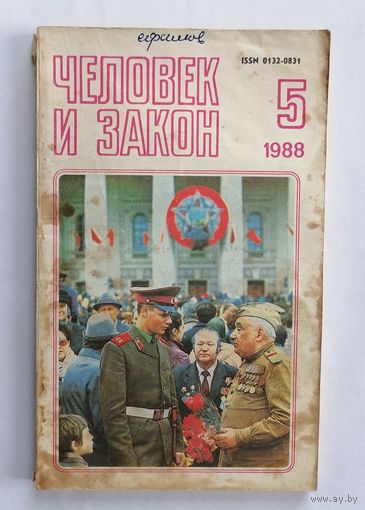 ISSN 0132-0831
ЧЕЛОВЕК
И ЗАКОН
5
1988
www.ay.by